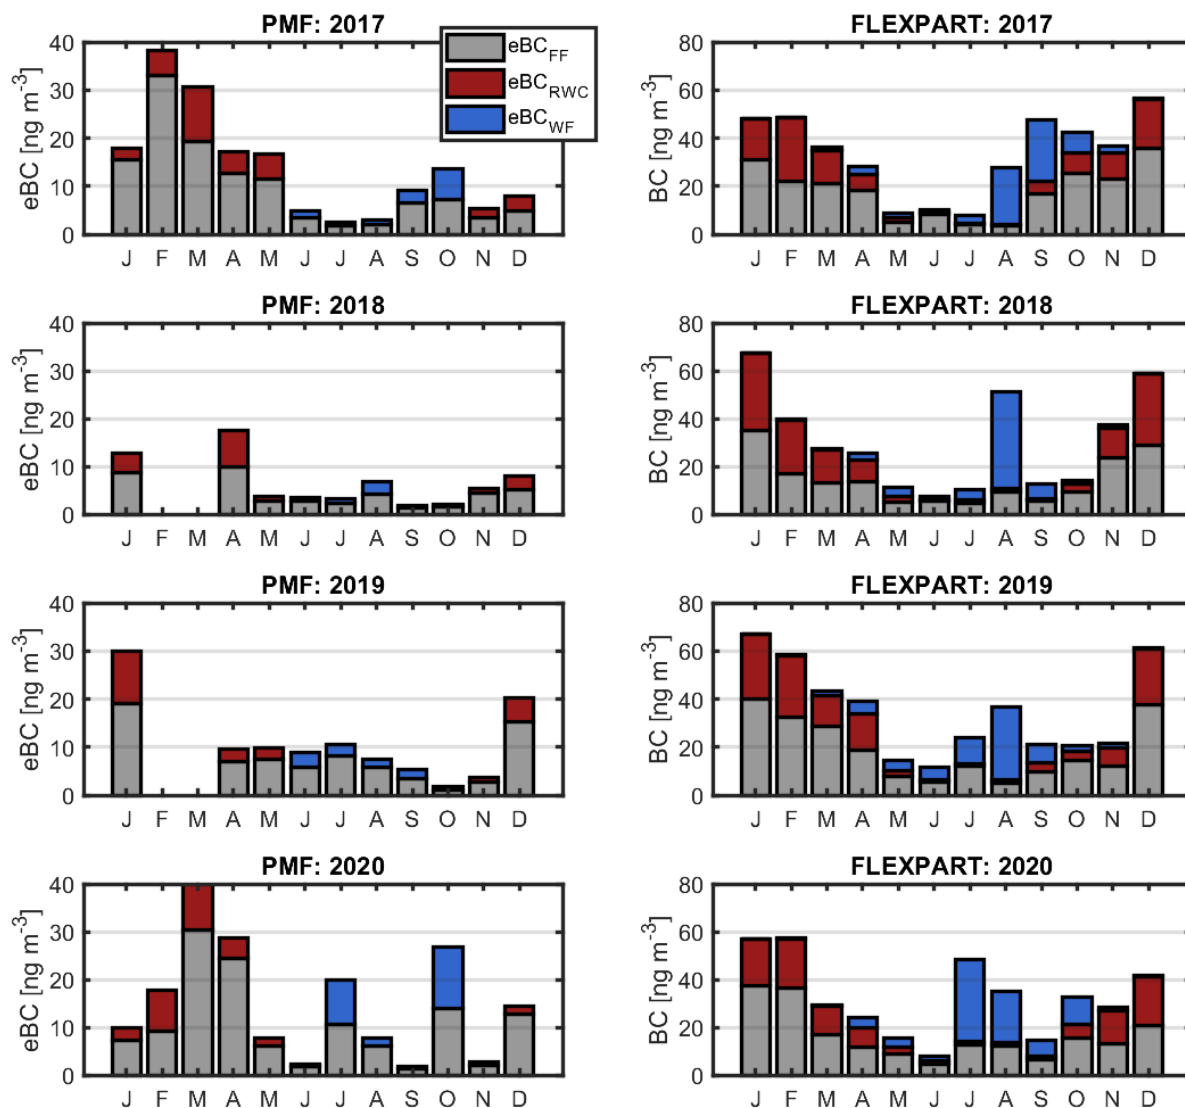 PMF: 2017
eBC [ng m⁻³]
40
30
20
10
0
J F M A M J J A S O N D
eBC_FF
eBC_RWC
eBC_WF
FLEXPART: 2017
BC [ng m⁻³]
80
60
40
20
0
J F M A M J J A S O N D
PMF: 2018
eBC [ng m⁻³]
40
30
20
10
0
J F M A M J J A S O N D
FLEXPART: 2018
BC [ng m⁻³]
80
60
40
20
0
J F M A M J J A S O N D
PMF: 2019
eBC [ng m⁻³]
40
30
20
10
0
J F M A M J J A S O N D
FLEXPART: 2019
BC [ng m⁻³]
80
60
40
20
0
J F M A M J J A S O N D
PMF: 2020
eBC [ng m⁻³]
40
30
20
10
0
J F M A M J J A S O N D
FLEXPART: 2020
BC [ng m⁻³]
80
60
40
20
0
J F M A M J J A S O N D